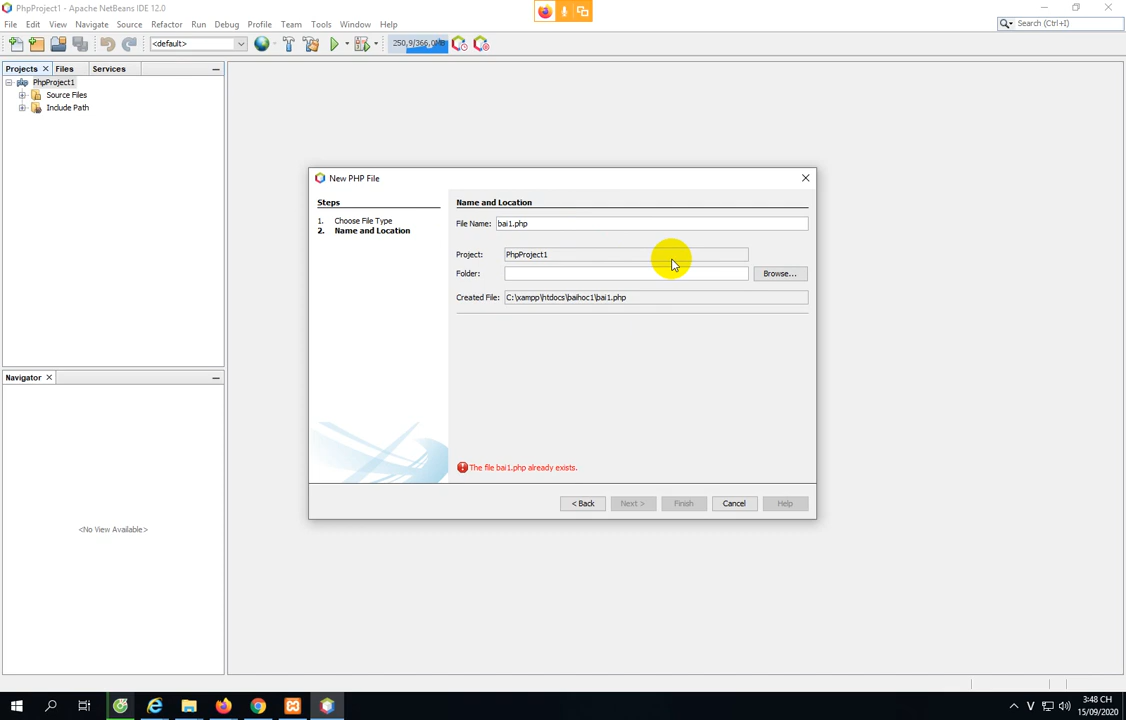 PhpProject1 - Apache NetBeans IDE 12.0
File Edit View Navigate Source Refactor Run Debug Profile Team Tools Window Help
Search (Ctrl+I)
<default>
250,9/366,0MB
Projects Files Services
PhpProject1
Source Files
Include Path
New PHP File
Steps
1. Choose File Type
2. Name and Location
Name and Location
File Name: bai1.php
Project: PhpProject1
Folder:
Browse...
Created File: C:\xampp\htdocs\baihoc1\bai1.php
The file bai1.php already exists.
< Back Next > Finish Cancel Help
Navigator
<No View Available>
V
3:48 CH
15/09/2020